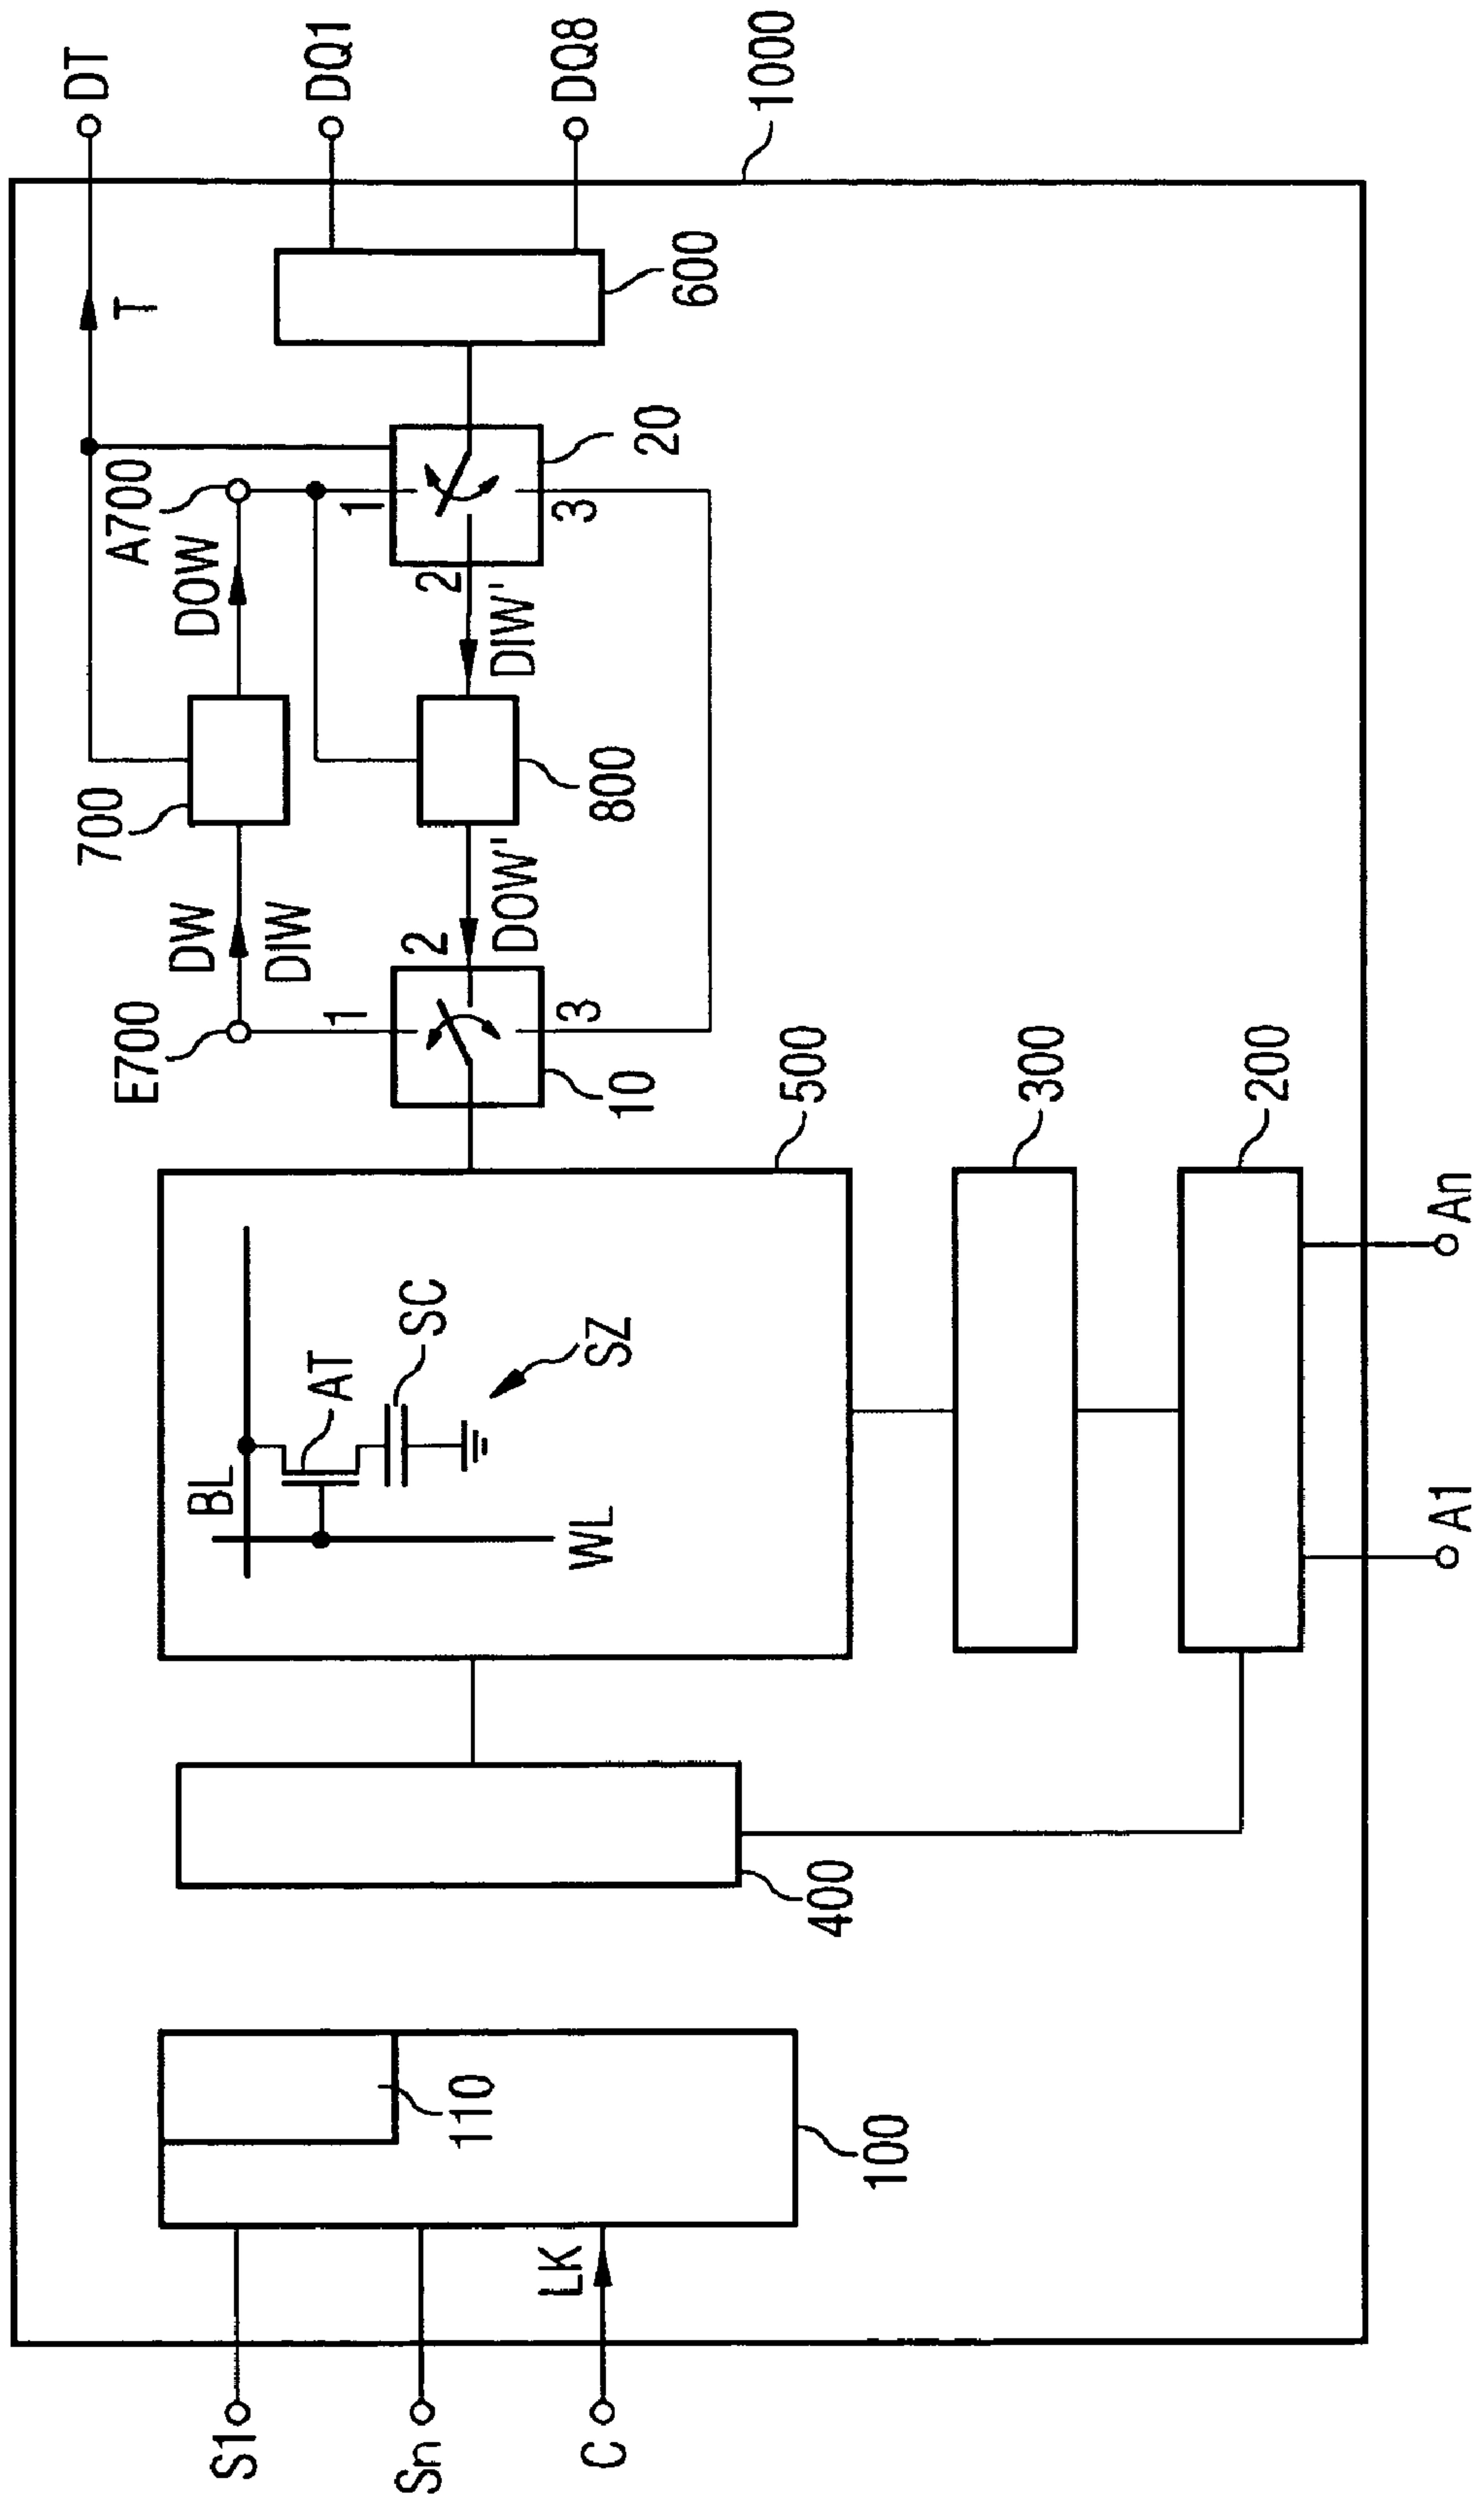 DT
DQ1
DQ8
1000
T
600
A700
DOW
1
20
3
2
DIW'
700
800
DW
DIW
DOW'
2
E700
1
3
10
500
300
200
BL
AT
SC
SZ
WL
An
A1
400
110
100
LK
S1
Sn
C